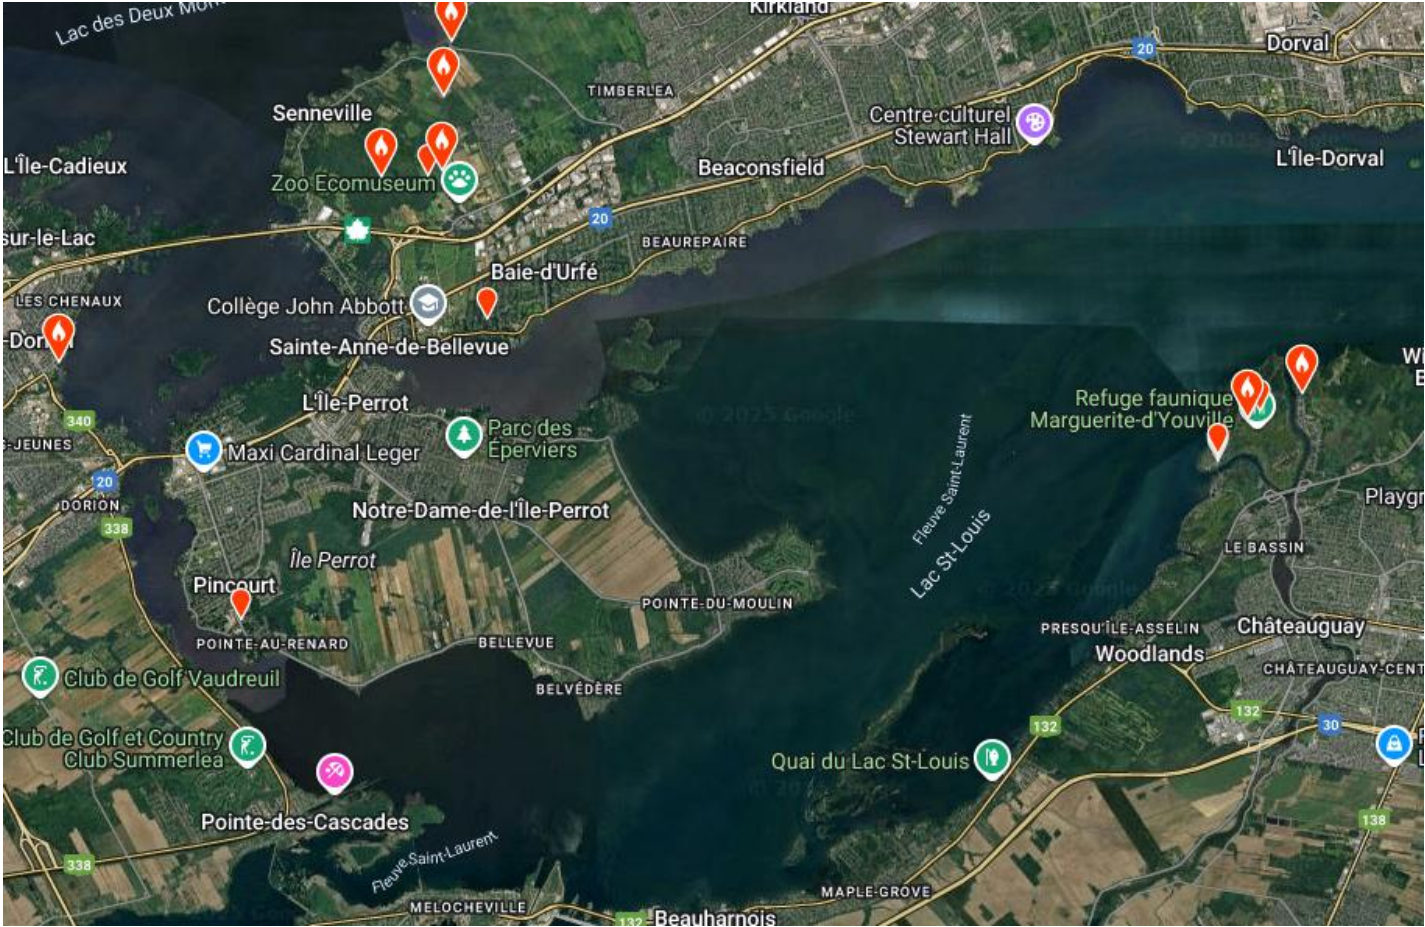 Lac des Deux Mon
Kirkland
20
Dorval
TIMBERLEA
Senneville
Centre culturel
Stewart Hall
L'Île-Cadieux
Beaconsfield
L'Île-Dorval
Zoo Ecomuseum
20
sur-le-Lac
BEAUREPAIRE
Baie-d'Urfé
LES CHENAUX
Collège John Abbott
40
-Dorion
Sainte-Anne-de-Bellevue
L'Île-Perrot
Refuge faunique
Marguerite-d'Youville
340
Parc des
Éperviers
S-JEUNES
Maxi Cardinal Leger
© 2025 Google
Fleuve Saint-Laurent
20
DORION
338
Notre-Dame-de-l'Île-Perrot
Playgr
LE BASSIN
Île Perrot
Lac St-Louis
Pincourt
POINTE-DU-MOULIN
POINTE-AU-RENARD
BELLEVUE
PRESQU'ÎLE-ASSELIN
Châteauguay
Woodlands
Club de Golf Vaudreuil
CHÂTEAUGUAY-CENT
BELVÉDÈRE
132
132
30
Club de Golf et Country
Club Summerlea
Quai du Lac St-Louis
Pointe-des-Cascades
138
338
Fleuve Saint-Laurent
MAPLE-GROVE
MELOCHEVILLE
132
Beauharnois